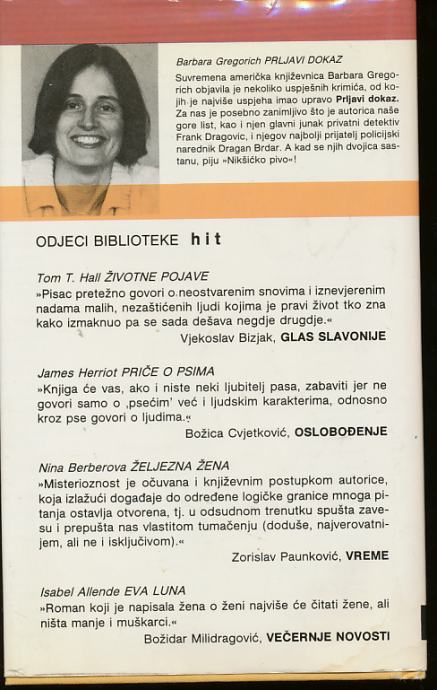 Barbara Gregorich PRLJAVI DOKAZ
Suvremena američka književnica Barbara Grego-
rich objavila je nekoliko uspješnih krimića, od ko-
jih je najviše uspjeha imao upravo Prljavi dokaz.
Za nas je posebno zanimljivo što je autorica naše
gore list, kao i njen glavni junak privatni detektiv
Frank Dragovic, i njegov najbolji prijatelj policijski
narednik Dragan Brdar. A kad se njih dvojica sas-
tanu, piju »Nikšićko pivo«!
ODJECI BIBLIOTEKE hit
Tom T. Hall ŽIVOTNE POJAVE
»Pisac pretežno govori o neostvarenim snovima i iznevjerenim
nadama malih, nezaštićenih ljudi kojima je pravi život tko zna
kako izmaknuo pa se sada dešava negdje drugdje.«
Vjekoslav Bizjak, GLAS SLAVONIJE
James Herriot PRIČE O PSIMA
»Knjiga će vas, ako i niste neki ljubitelj pasa, zabaviti jer ne
govori samo o ‚psećim' već i ljudskim karakterima, odnosno
kroz pse govori o ljudima.«
Božica Cvjetković, OSLOBOĐENJE
Nina Berberova ŽELJEZNA ŽENA
»Misterioznost je očuvana i književnim postupkom autorice,
koja izlažući događaje do određene logičke granice mnoga pi-
tanja ostavlja otvorena, tj. u odsudnom trenutku spušta zave-
su i prepušta nas vlastitom tumačenju (doduše, najverovatni-
jem, ali ne i isključivom).«
Zorislav Paunković, VREME
Isabel Allende EVA LUNA
»Roman koji je napisala žena o ženi najviše će čitati žene, ali
ništa manje i muškarci.«
Božidar Milidragović, VEČERNJE NOVOSTI